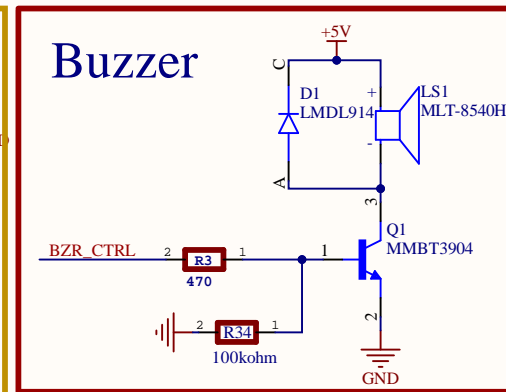 Buzzer
+5V
C
D1
LMDL914
A
+
-
LS1
MLT-8540H
3
Q1
MMBT3904
1
2
GND
BZR_CTRL
2
R3
1
470
2
R34
1
100kohm